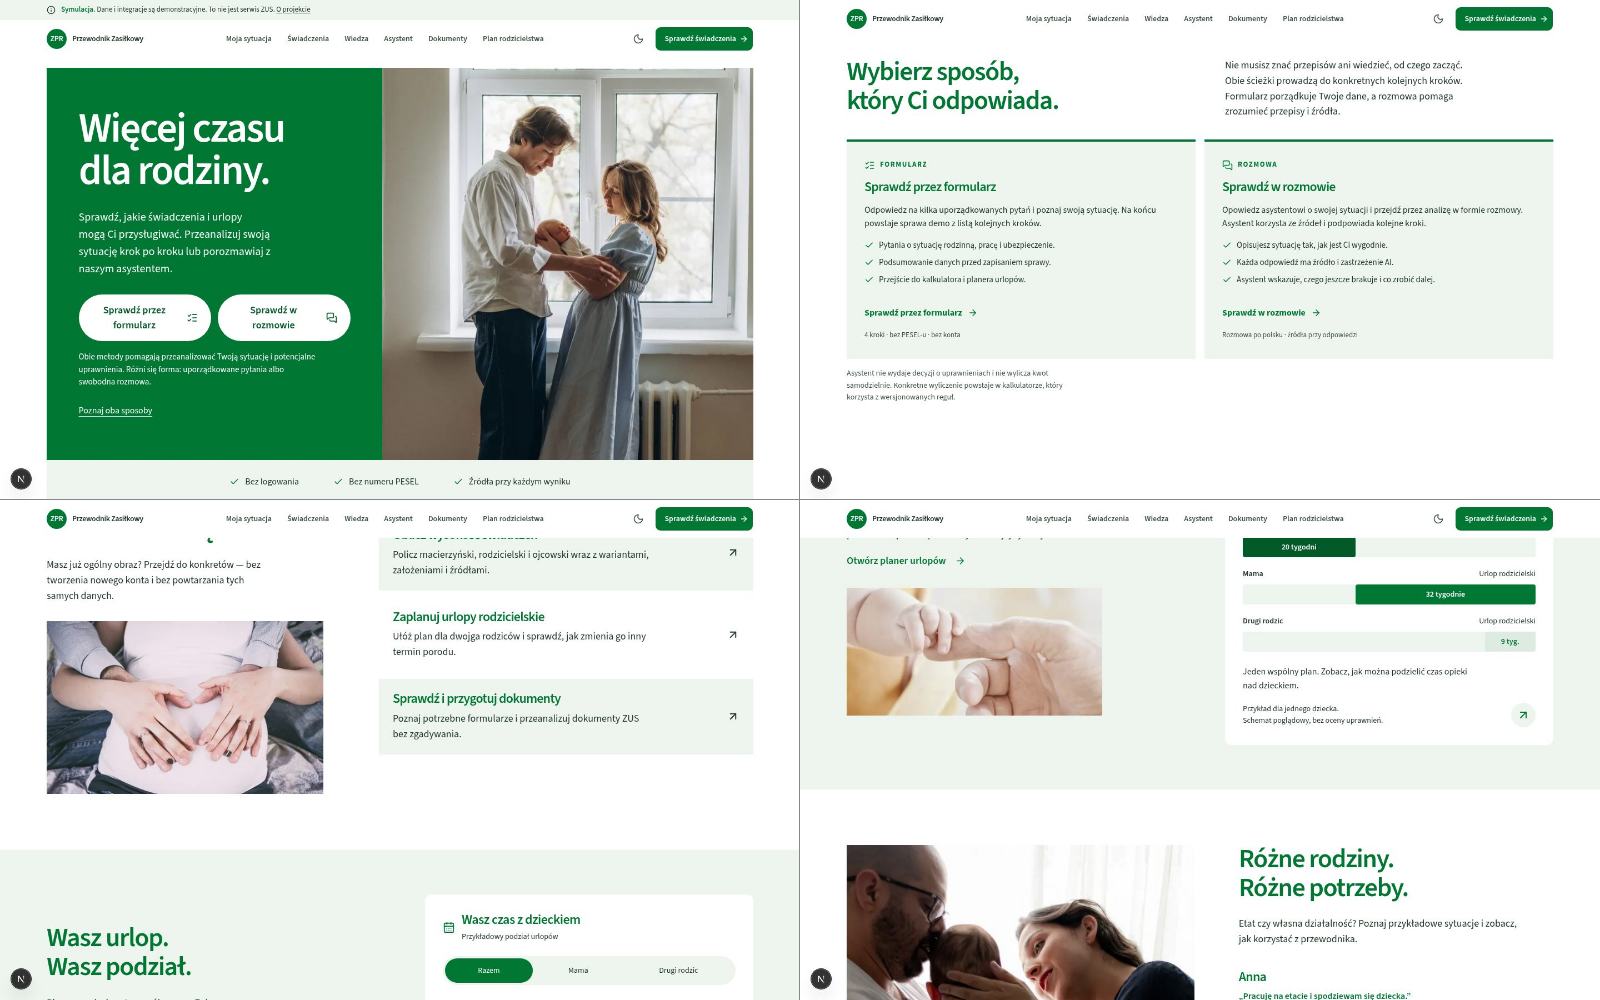 Symulacja. Dane i integracje są demonstracyjne. To nie jest serwis ZUS. O projekcie
ZPR Przewodnik Zasiłkowy Moja sytuacja Świadczenia Wiedza Asystent Dokumenty Plan rodzicielstwa Sprawdź świadczenia
Więcej czasu
dla rodziny.
Sprawdź, jakie świadczenia i urlopy
mogą Ci przysługiwać. Przeanalizuj swoją
sytuację krok po kroku lub porozmawiaj z
naszym asystentem.
Sprawdź przez
formularz
Sprawdź w
rozmowie
Obie metody pomagają przeanalizować Twoją sytuację i potencjalne
uprawnienia. Różni się forma: uporządkowane pytania albo
swobodna rozmowa.
Poznaj oba sposoby
Bez logowania Bez numeru PESEL Źródła przy każdym wyniku
N
ZPR Przewodnik Zasiłkowy Moja sytuacja Świadczenia Wiedza Asystent Dokumenty Plan rodzicielstwa Sprawdź świadczenia
Wybierz sposób,
który Ci odpowiada.
Nie musisz znać przepisów ani wiedzieć, od czego zacząć.
Obie ścieżki prowadzą do konkretnych kolejnych kroków.
Formularz porządkuje Twoje dane, a rozmowa pomaga
zrozumieć przepisy i źródła.
FORMULARZ
Sprawdź przez formularz
Odpowiedz na kilka uporządkowanych pytań i poznaj swoją sytuację. Na końcu
powstaje sprawa demo z listą kolejnych kroków.
Pytania o sytuację rodzinną, pracę i ubezpieczenie.
Podsumowanie danych przed zapisaniem sprawy.
Przejście do kalkulatora i planera urlopów.
Sprawdź przez formularz
4 kroki · bez PESEL-u · bez konta
ROZMOWA
Sprawdź w rozmowie
Opowiedz asystentowi o swojej sytuacji i przejdź przez analizę w formie rozmowy.
Asystent korzysta ze źródeł i podpowiada kolejne kroki.
Opisujesz sytuację tak, jak jest Ci wygodnie.
Każda odpowiedź ma źródło i zastrzeżenie AI.
Asystent wskazuje, czego jeszcze brakuje i co zrobić dalej.
Sprawdź w rozmowie
Rozmowa po polsku · źródła przy odpowiedzi
Asystent nie wydaje decyzji o uprawnieniach i nie wylicza kwot
samodzielnie. Konkretne wyliczenie powstaje w kalkulatorze, który
korzysta z wersjonowanych reguł.
N
ZPR Przewodnik Zasiłkowy Moja sytuacja Świadczenia Wiedza Asystent Dokumenty Plan rodzicielstwa Sprawdź świadczenia
Masz już ogólny obraz? Przejdź do konkretów — bez
tworzenia nowego konta i bez powtarzania tych
samych danych.
Policz macierzyński, rodzicielski i ojcowski wraz z wariantami,
założeniami i źródłami.
Zaplanuj urlopy rodzicielskie
Ułóż plan dla dwojga rodziców i sprawdź, jak zmienia go inny
termin porodu.
Sprawdź i przygotuj dokumenty
Poznaj potrzebne formularze i przeanalizuj dokumenty ZUS
bez zgadywania.
Wasz urlop.
Wasz podział.
Wasz czas z dzieckiem
Przykładowy podział urlopów
Razem Mama Drugi rodzic
N
ZPR Przewodnik Zasiłkowy Moja sytuacja Świadczenia Wiedza Asystent Dokumenty Plan rodzicielstwa Sprawdź świadczenia
Otwórz planer urlopów
20 tygodni
Mama Urlop rodzicielski
32 tygodnie
Drugi rodzic Urlop rodzicielski
9 tyg.
Jeden wspólny plan. Zobacz, jak można podzielić czas opieki
nad dzieckiem.
Przykład dla jednego dziecka.
Schemat poglądowy, bez oceny uprawnień.
Różne rodziny.
Różne potrzeby.
Etat czy własna działalność? Poznaj przykładowe sytuacje i zobacz,
jak korzystać z przewodnika.
Anna
„Pracuję na etacie i spodziewam się dziecka.”
N